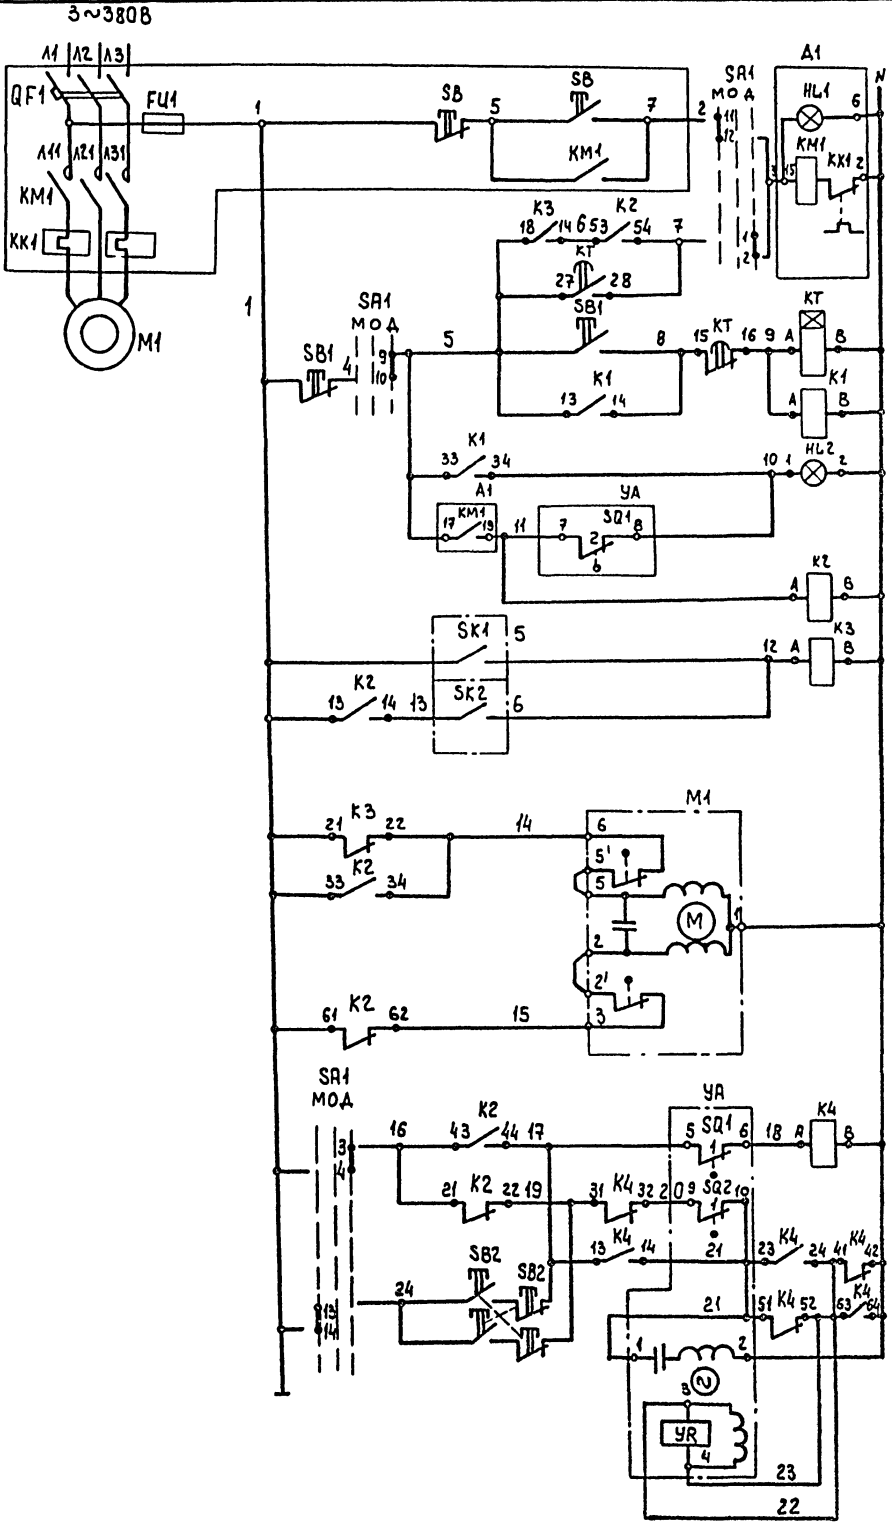 3~380В
Л1 Л2 Л3
QF1
FU1
1
SB
5
SB
7
2
SA1
М О Д
11
12
Д1
HL1
6
N
Л11 Л21 Л31
KM1
KM1
3
15
KM1
KK1
2
KK1
K3
K2
18
14
6
53
54
7
1
2
KT
27
28
1
M1
SB1
4
SA1
М О Д
9
10
5
SB1
8
15
KT
16
9
A
KT
B
K1
13
14
A
K1
B
K1
33
34
10
1
HL2
2
A1
KM1
17
19
11
YA
SQ1
7
2
8
K2
A
B
SK1
5
12
A
K3
B
K2
13
14
13
SK2
6
K3
21
22
14
M1
6
5'
5
K2
33
34
M
1
2
2'
K2
61
62
15
3
SA1
МОД
3
4
16
K2
43
44
17
YA
SQ1
5
1
6
18
A
K4
B
K2
21
22
19
31
K4
32
20
9
SQ2
1
10
K4
13
14
21
23
K4
24
41
K4
42
13
14
24
SB2
SB2
21
51
K4
52
63
K4
64
1
2
3
YR
4
23
22